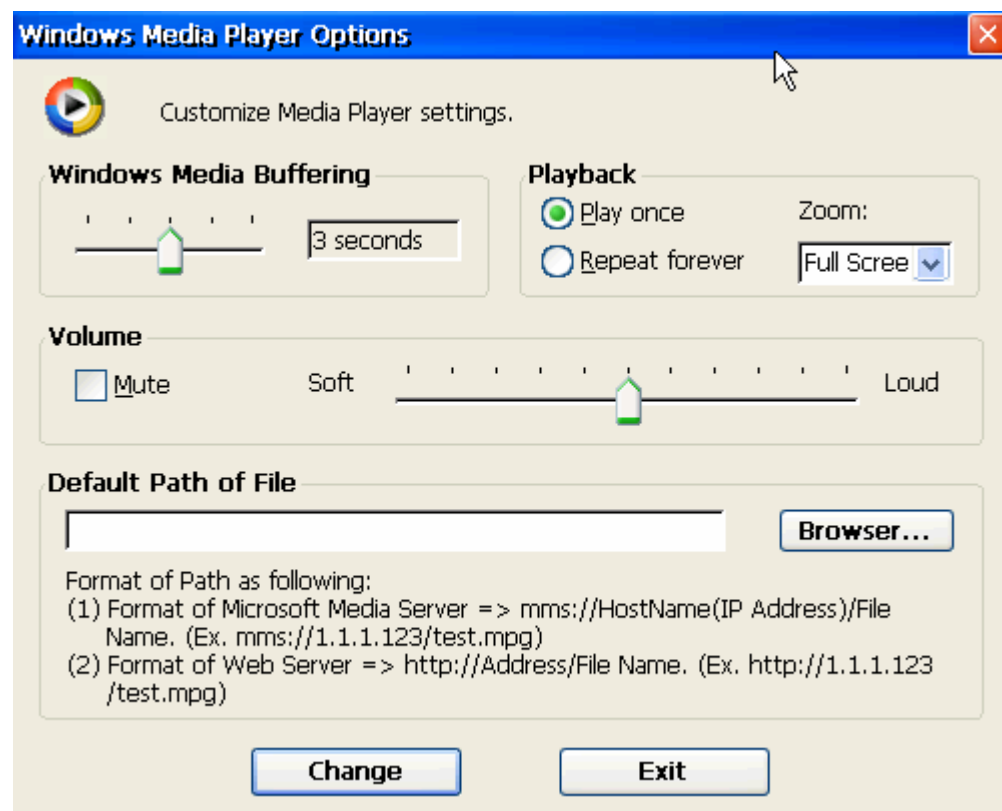 Windows Media Player Options
Customize Media Player settings.
Windows Media Buffering
3 seconds
Playback
Play once
Repeat forever
Zoom:
Full Scree
Volume
Mute
Soft
Loud
Default Path of File
Browser...
Format of Path as following:
(1) Format of Microsoft Media Server => mms://HostName(IP Address)/File
Name. (Ex. mms://1.1.1.123/test.mpg)
(2) Format of Web Server => http://Address/File Name. (Ex. http://1.1.1.123
/test.mpg)
Change
Exit